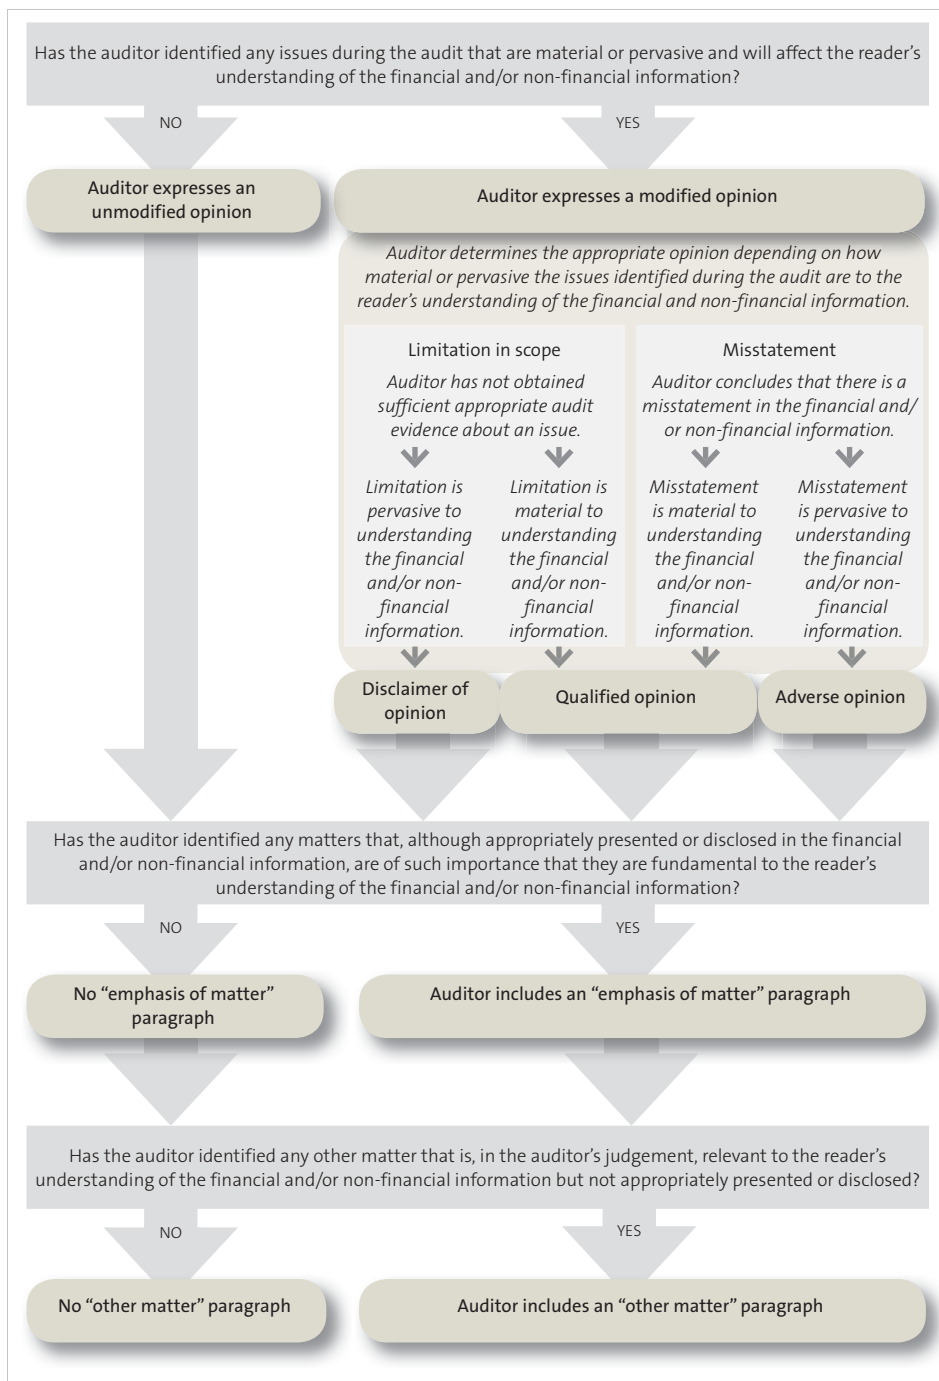 Has the auditor identified any issues during the audit that are material or pervasive and will affect the reader’s
understanding of the financial and/or non-financial information?
NO
YES
Auditor expresses an
unmodified opinion
Auditor expresses a modified opinion
Auditor determines the appropriate opinion depending on how
material or pervasive the issues identified during the audit are to the
reader’s understanding of the financial and non-financial information.
Limitation in scope
Auditor has not obtained
sufficient appropriate audit
evidence about an issue.
Misstatement
Auditor concludes that there is a
misstatement in the financial and/
or non-financial information.
Limitation is
pervasive to
understanding
the financial
and/or non-
financial
information.
Limitation is
material to
understanding
the financial
and/or non-
financial
information.
Misstatement
is material to
understanding
the financial
and/or non-
financial
information.
Misstatement
is pervasive to
understanding
the financial
and/or non-
financial
information.
Disclaimer of
opinion
Qualified opinion
Adverse opinion
Has the auditor identified any matters that, although appropriately presented or disclosed in the financial
and/or non-financial information, are of such importance that they are fundamental to the reader’s
understanding of the financial and/or non-financial information?
NO
YES
No “emphasis of matter”
paragraph
Auditor includes an “emphasis of matter” paragraph
Has the auditor identified any other matter that is, in the auditor’s judgement, relevant to the reader’s
understanding of the financial and/or non-financial information but not appropriately presented or disclosed?
NO
YES
No “other matter” paragraph
Auditor includes an “other matter” paragraph